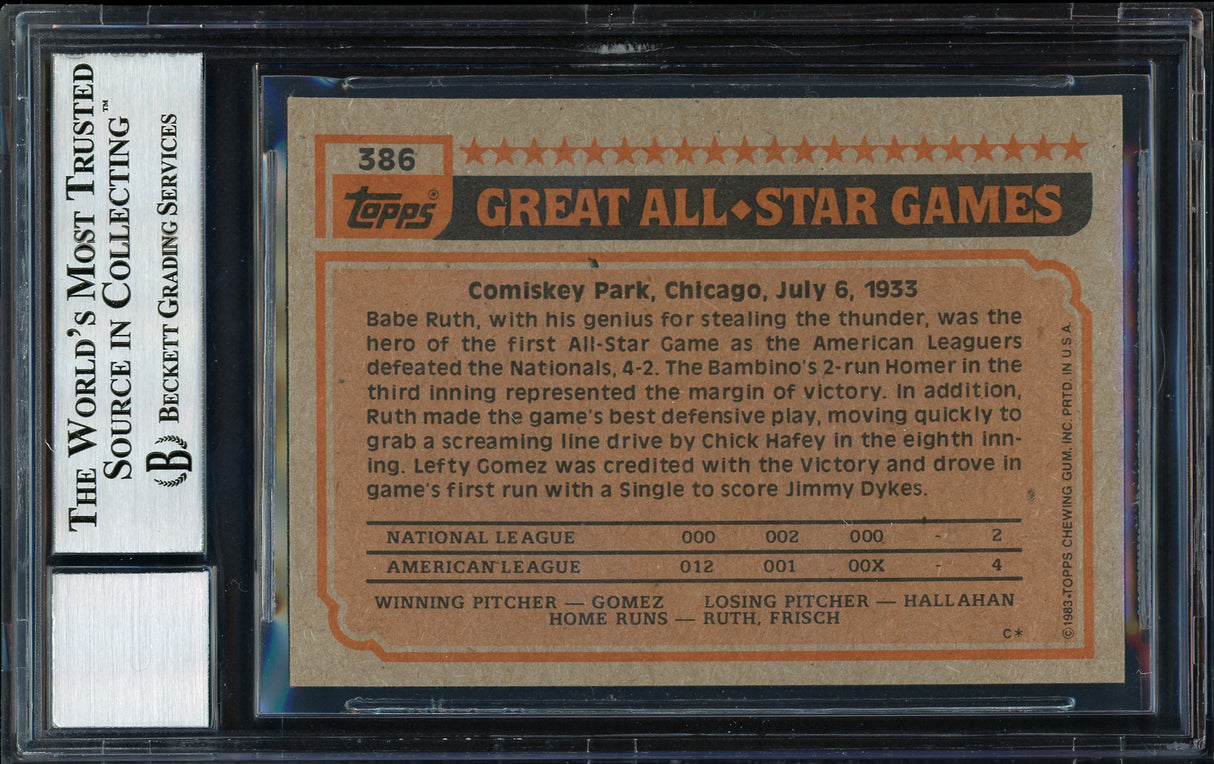 THE WORLD'S MOST TRUSTED
SOURCE IN COLLECTING™
B BECKETT GRADING SERVICES
386
Topps®
GREAT ALL◆STAR GAMES
Comiskey Park, Chicago, July 6, 1933
Babe Ruth, with his genius for stealing the thunder, was the
hero of the first All-Star Game as the American Leaguers
defeated the Nationals, 4-2. The Bambino's 2-run Homer in the
third inning represented the margin of victory. In addition,
Ruth made the game's best defensive play moving quickly to
grab a screaming line drive by Chick Hafey in the eighth inn-
ing. Lefty Gomez was credited with the Victory and drove in
game's first run with a Single to score Jimmy Dykes.
NATIONAL LEAGUE 000 002 000 - 2
AMERICAN LEAGUE 012 001 00X - 4
WINNING PITCHER — GOMEZ LOSING PITCHER — HALLAHAN
HOME RUNS — RUTH, FRISCH
C*
©1983•TOPPS CHEWING GUM, INC. PRTD. IN U.S.A.